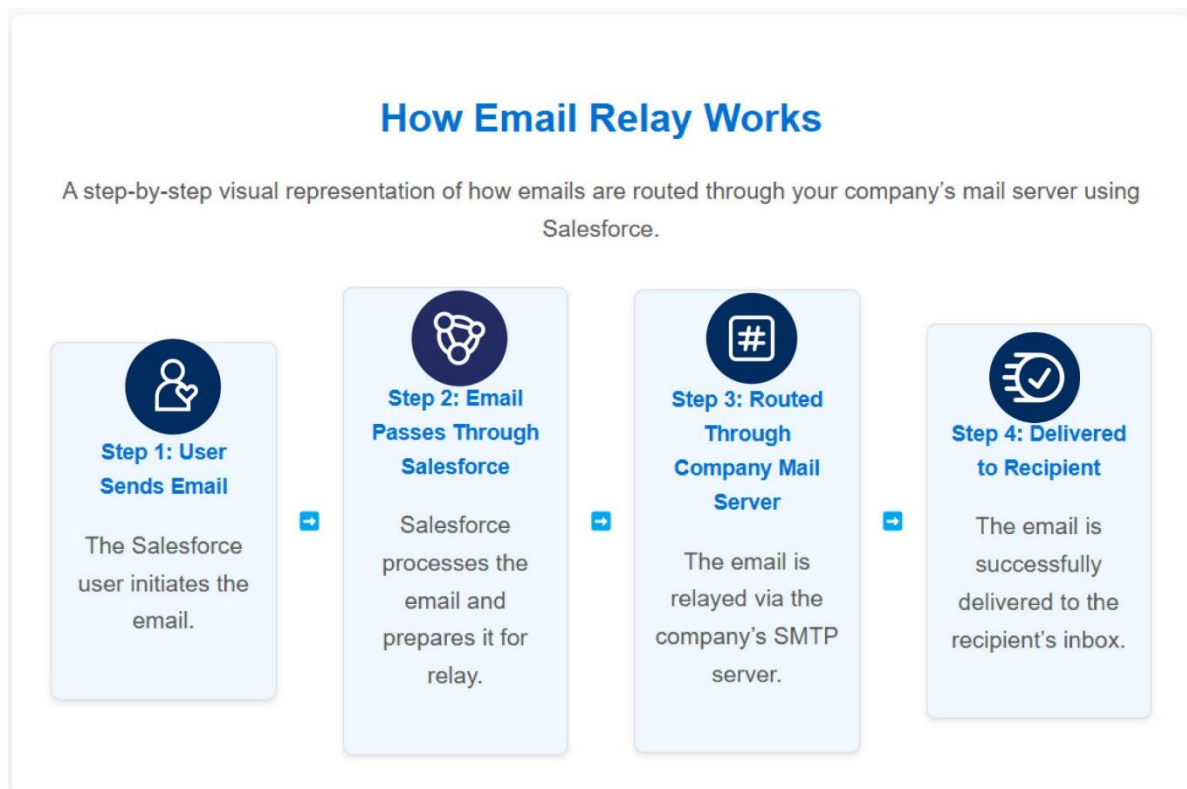 How Email Relay Works
A step-by-step visual representation of how emails are routed through your company’s mail server using
Salesforce.
Step 1: User
Sends Email
The Salesforce
user initiates the
email.
Step 2: Email
Passes Through
Salesforce
Salesforce
processes the
email and
prepares it for
relay.
Step 3: Routed
Through
Company Mail
Server
The email is
relayed via the
company’s SMTP
server.
Step 4: Delivered
to Recipient
The email is
successfully
delivered to the
recipient’s inbox.